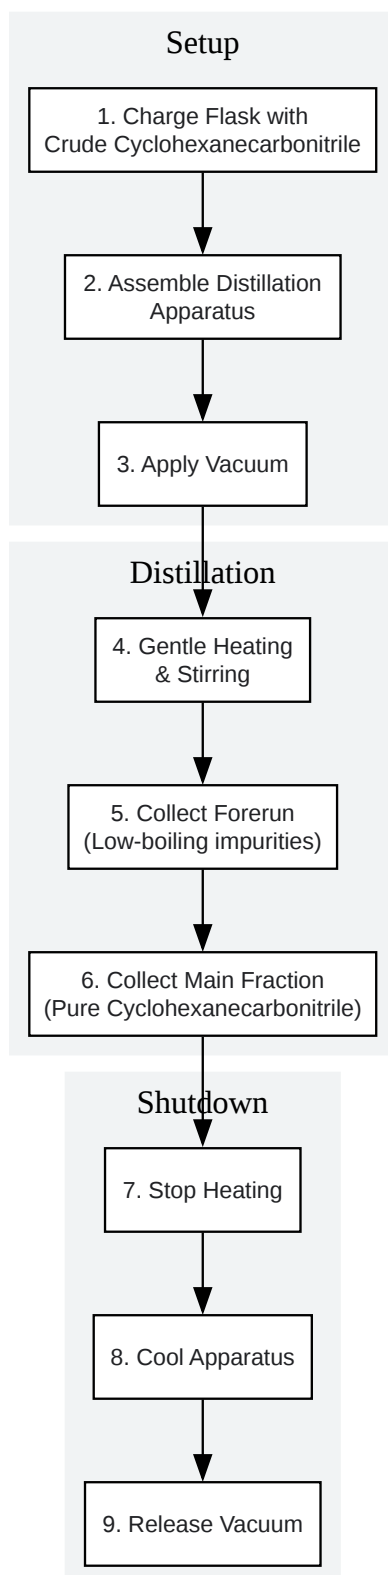 Setup
1. Charge Flask with
Crude Cyclohexanecarbonitrile
2. Assemble Distillation
Apparatus
3. Apply Vacuum
Distillation
4. Gentle Heating
& Stirring
5. Collect Forerun
(Low-boiling impurities)
6. Collect Main Fraction
(Pure Cyclohexanecarbonitrile)
Shutdown
7. Stop Heating
8. Cool Apparatus
9. Release Vacuum